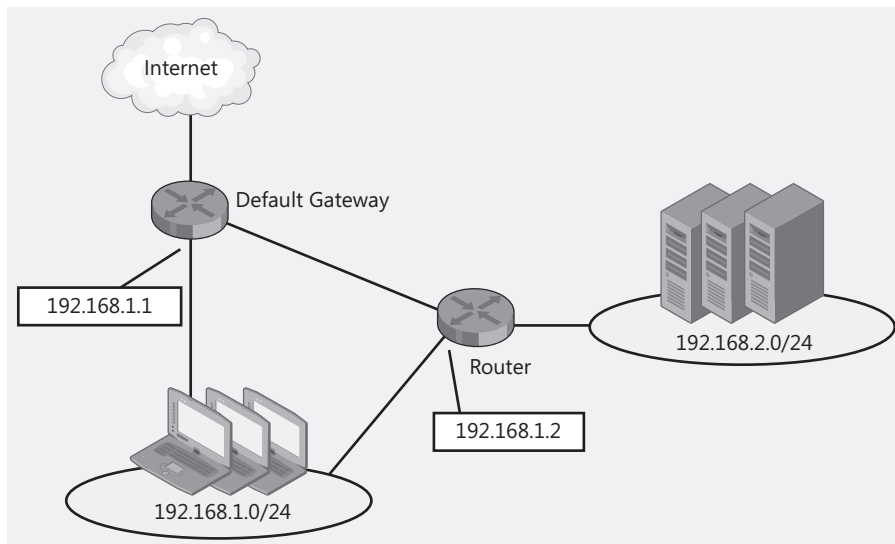 Internet
Default Gateway
192.168.1.1
192.168.2.0/24
Router
192.168.1.2
192.168.1.0/24